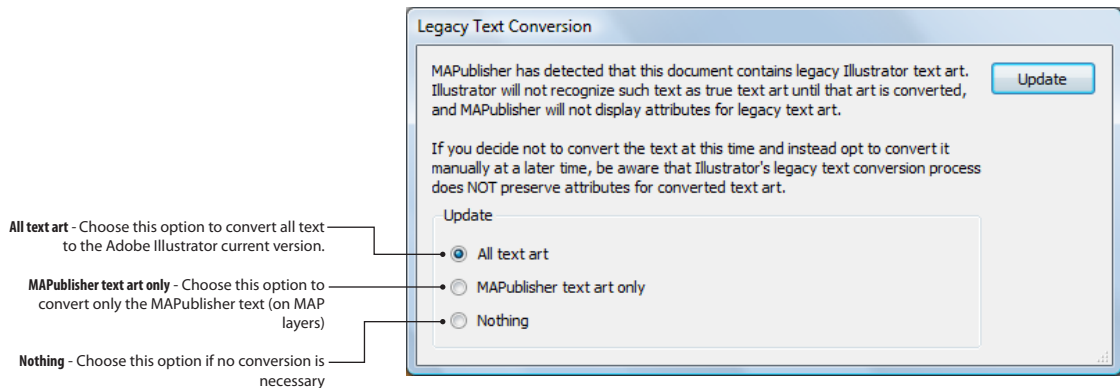 Legacy Text Conversion
MAPublisher has detected that this document contains legacy Illustrator text art.
Illustrator will not recognize such text as true text art until that art is converted,
and MAPublisher will not display attributes for legacy text art.
Update
If you decide not to convert the text at this time and instead opt to convert it
manually at a later time, be aware that Illustrator's legacy text conversion process
does NOT preserve attributes for converted text art.
Update
All text art - Choose this option to convert all text
to the Adobe Illustrator current version.
All text art
MAPublisher text art only - Choose this option to
convert only the MAPublisher text (on MAP
layers)
MAPublisher text art only
Nothing
Nothing - Choose this option if no conversion is
necessary